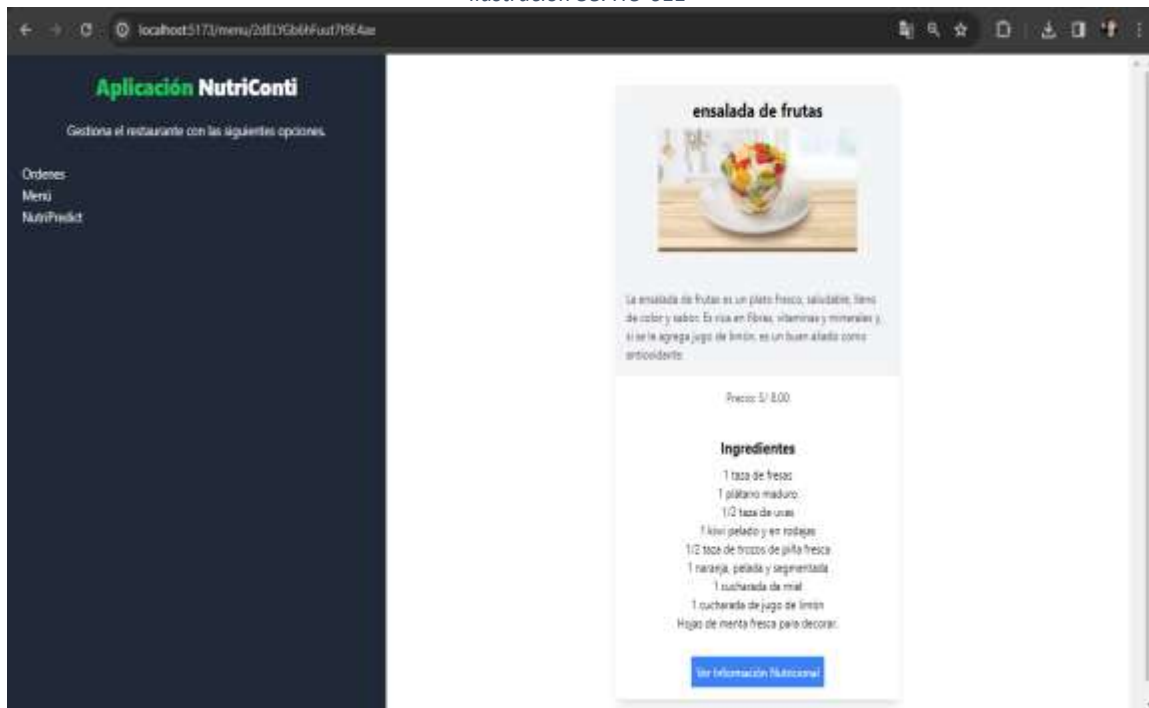 localhost:5173/menu/
Aplicación NutriConti
Gestiona el restaurante con las siguientes opciones.
Ordenes
Menú
NutriPredict
ensalada de frutas
La ensalada de frutas es un plato fresco, saludable, lleno
de color y sabor. Es rica en fibras, vitaminas y minerales y,
si se le agrega jugo de limón, es un buen aliado como
antioxidante.
Precio: S/ 8.00
Ingredientes
1 taza de fresas
1 plátano maduro
1/2 taza de uvas
1 kiwi pelado y en rodajas
1/2 taza de trozos de piña fresca
1 naranja, pelada y segmentada
1 cucharada de miel
1 cucharada de jugo de limón
Hojas de menta fresca para decorar.
Ver Información Nutricional